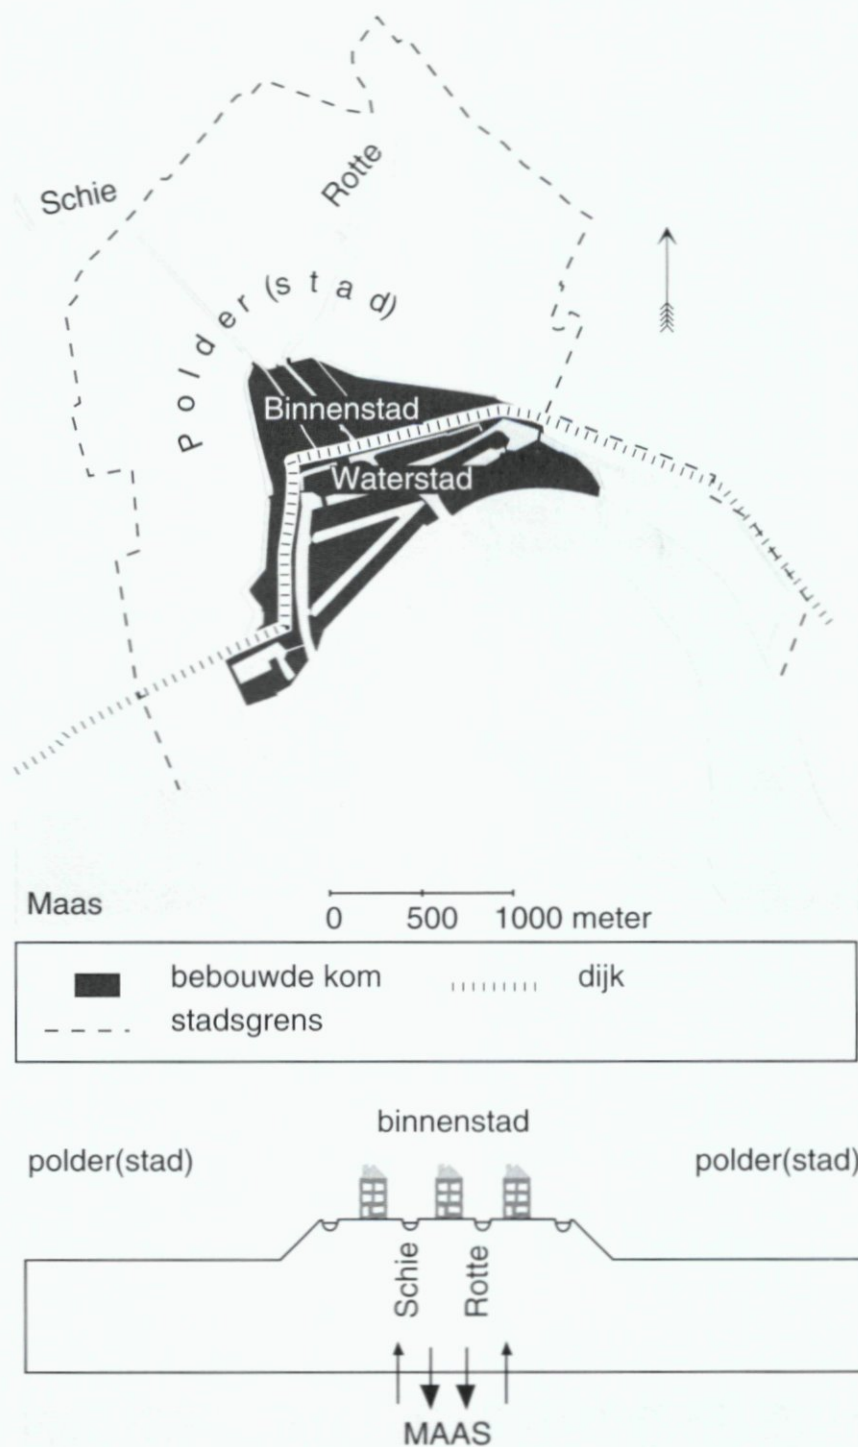 Schie
Rotte
Polder(stad)
Binnenstad
Waterstad
Maas
0 500 1000 meter
bebouwde kom
dijk
stadsgrens
binnenstad
polder(stad)
polder(stad)
Schie
Rotte
MAAS